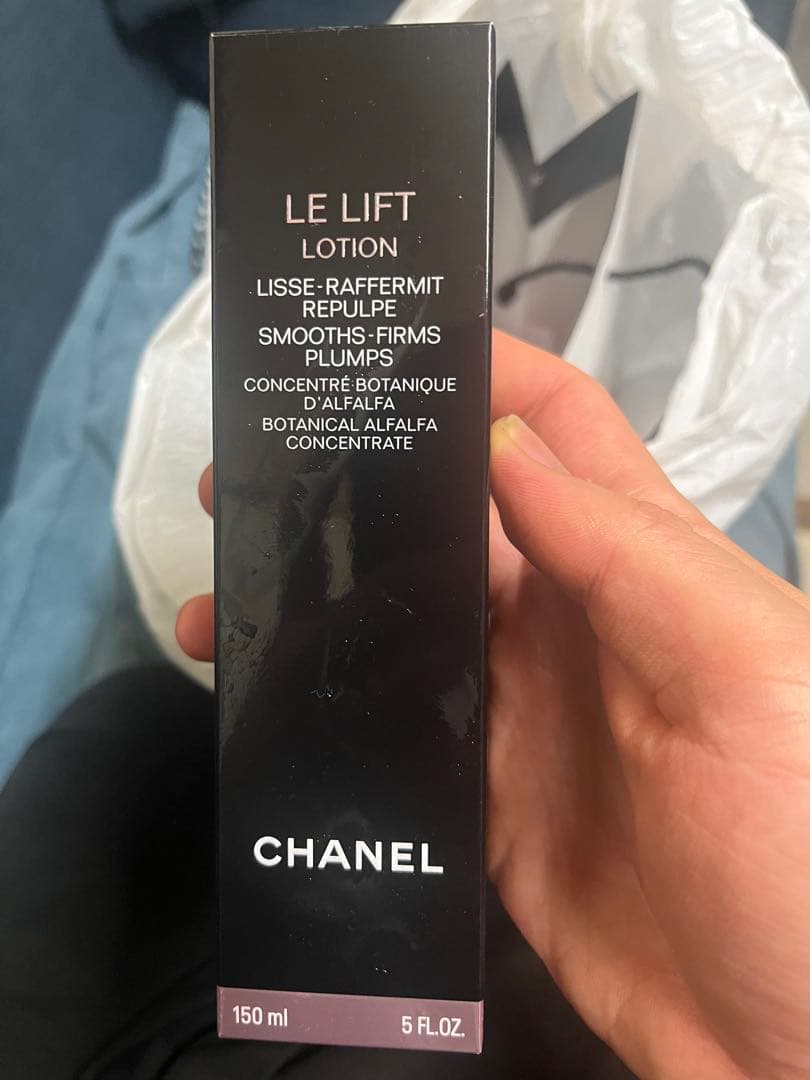 LE LIFT
LOTION
LISSE-RAFFERMIT
REPULPE
SMOOTHS-FIRMS
PLUMPS
CONCENTRÉ BOTANIQUE
D'ALFALFA
BOTANICAL ALFALFA
CONCENTRATE
CHANEL
150 ml 5 FL.OZ.